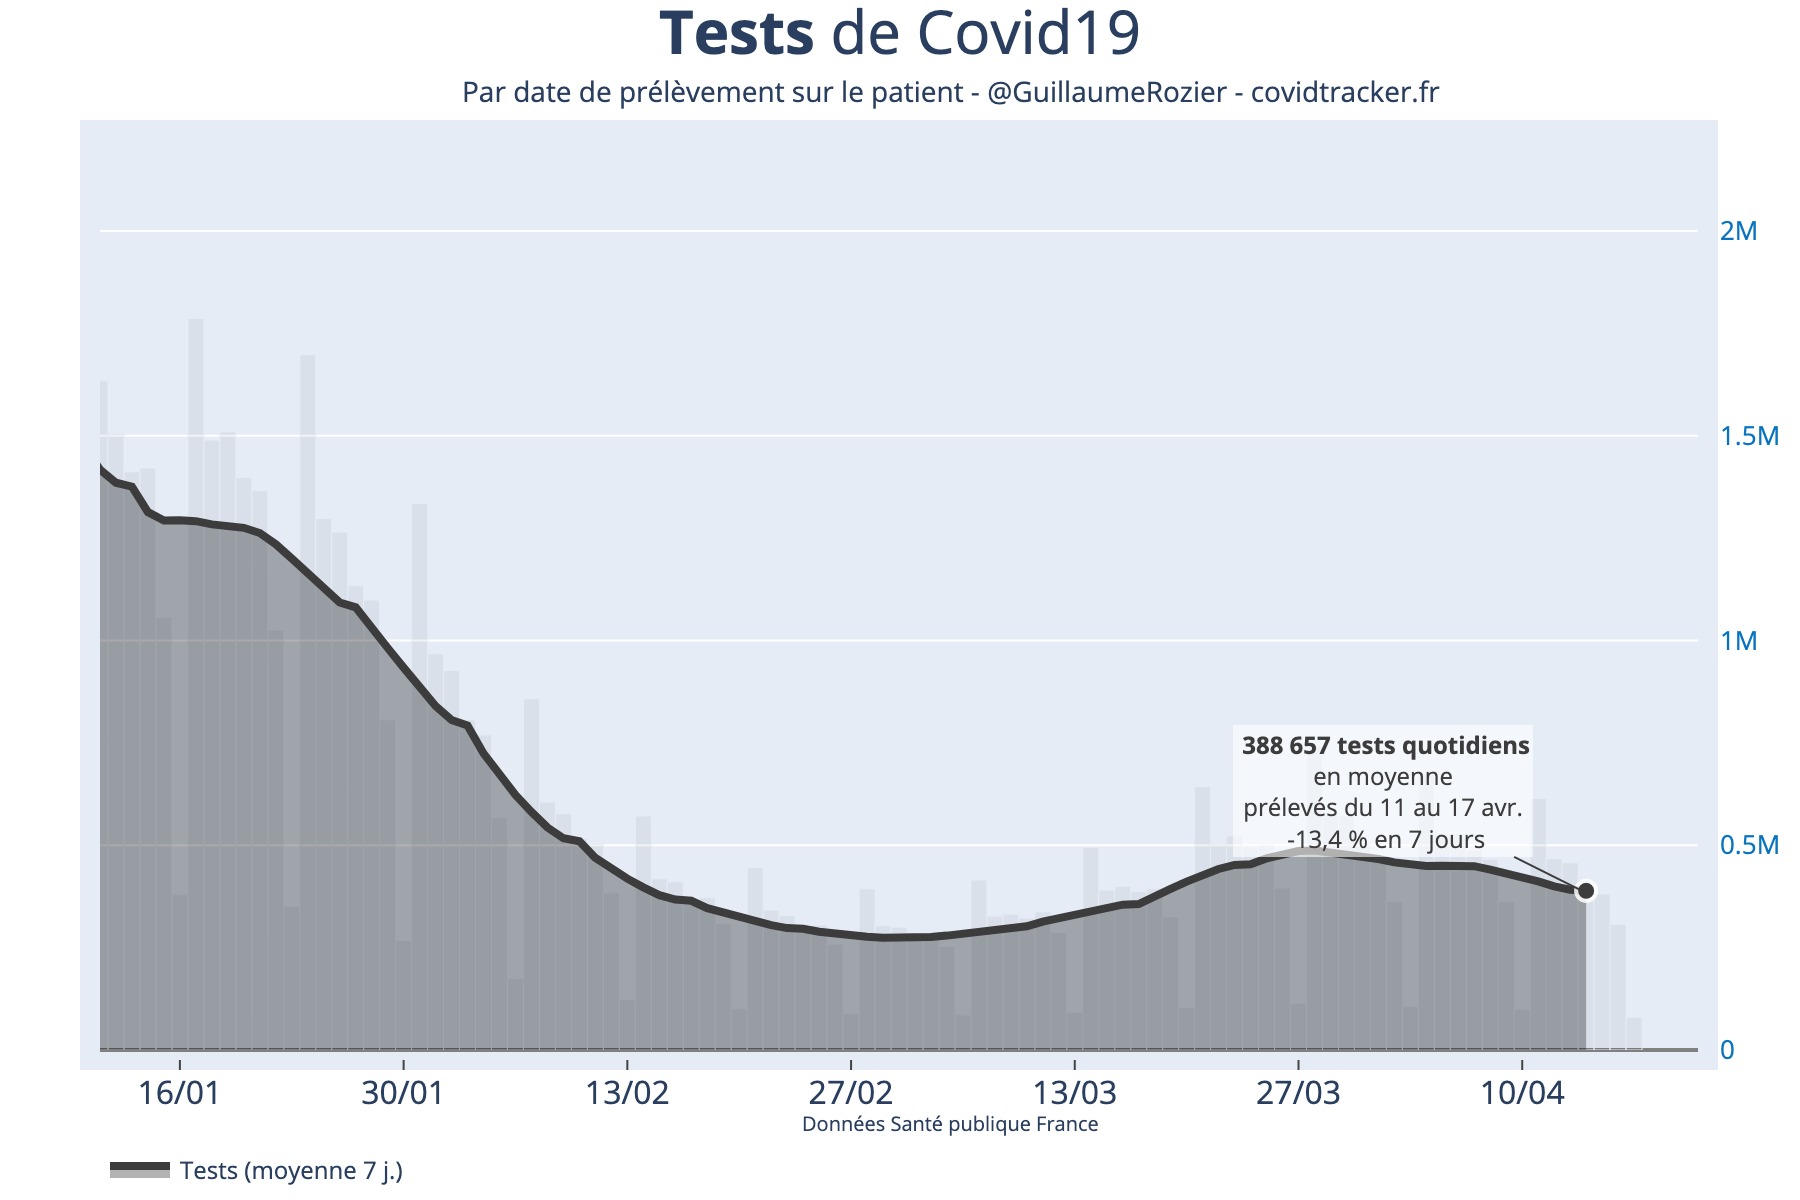 Tests de Covid19
Par date de prélèvement sur le patient - @GuillaumeRozier - covidtracker.fr
2M
1.5M
1M
388 657 tests quotidiens
en moyenne
prélevés du 11 au 17 avr.
-13,4 % en 7 jours
0.5M
0
16/01 30/01 13/02 27/02 13/03 27/03 10/04
Données Santé publique France
Tests (moyenne 7 j.)